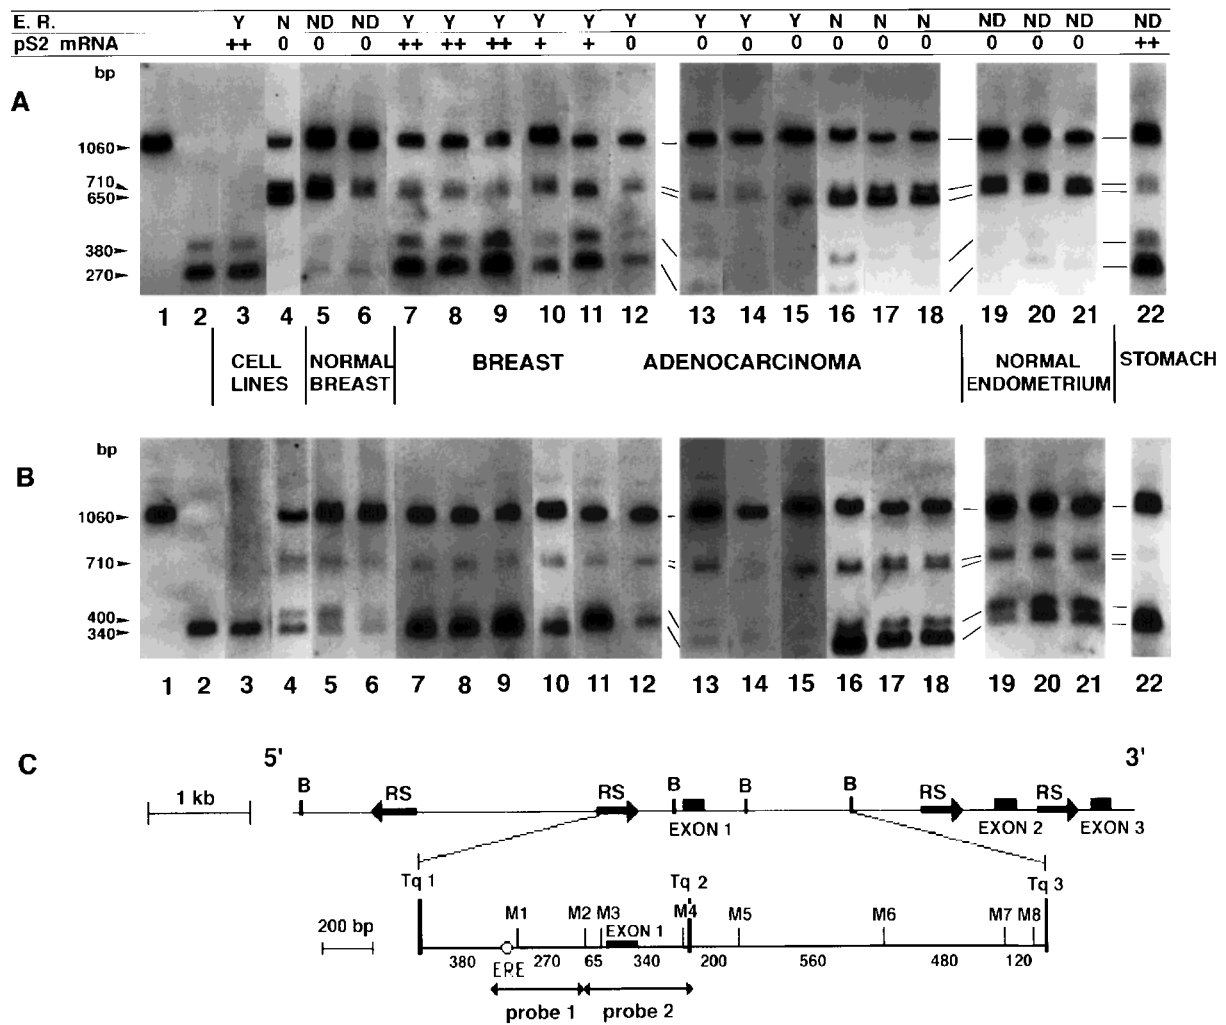 E. R. Y N ND ND Y Y Y Y Y Y Y Y Y N N N ND ND ND ND
pS2 mRNA ++ 0 0 0 ++ ++ ++ + + 0 0 0 0 0 0 0 0 0 0 ++
bp
A
1060
710
650
380
270
1 2 3 4 5 6 7 8 9 10 11 12 13 14 15 16 17 18 19 20 21 22
CELL LINES
NORMAL BREAST
BREAST ADENOCARCINOMA
NORMAL ENDOMETRIUM
STOMACH
bp
B
1060
710
400
340
1 2 3 4 5 6 7 8 9 10 11 12 13 14 15 16 17 18 19 20 21 22
C
5' 3'
1 kb
B RS RS B B B RS RS
EXON 1 EXON 2 EXON 3
Tq 1 Tq 2 Tq 3
200 bp
M1 M2 M3 M4 M5 M6 M7 M8
EXON 1
380 270 65 340 200 560 480 120
ERE
probe 1 probe 2